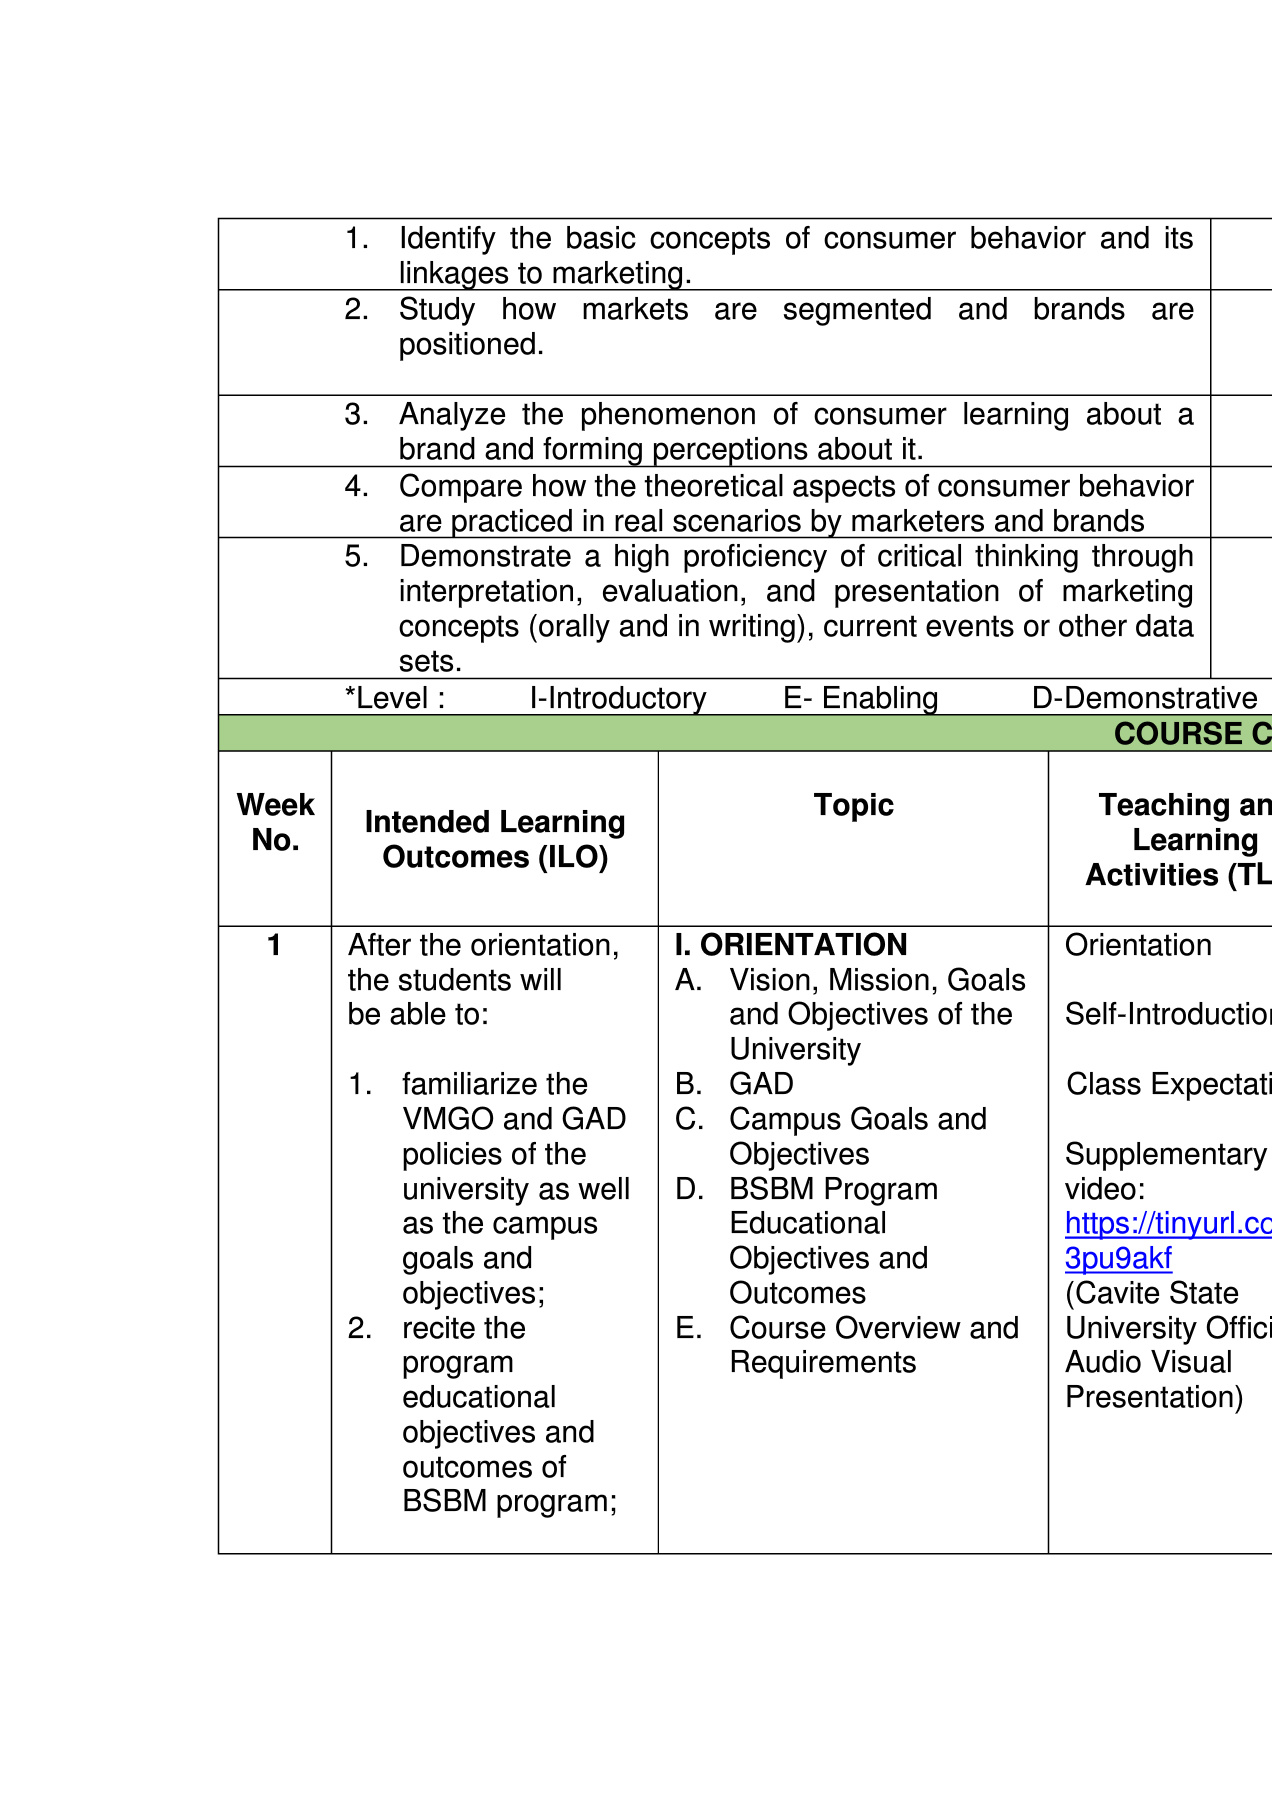 1. Identify the basic concepts of consumer behavior and its
linkages to marketing.
2. Study how markets are segmented and brands are
positioned.
3. Analyze the phenomenon of consumer learning about a
brand and forming perceptions about it.
4. Compare how the theoretical aspects of consumer behavior
are practiced in real scenarios by marketers and brands
5. Demonstrate a high proficiency of critical thinking through
interpretation, evaluation, and presentation of marketing
concepts (orally and in writing), current events or other data
sets.
*Level : I-Introductory E- Enabling D-Demonstrative
COURSE C
Week
No.
Intended Learning
Outcomes (ILO)
Topic
Teaching an
Learning
Activities (TL
1
After the orientation,
the students will
be able to:
1. familiarize the
VMGO and GAD
policies of the
university as well
as the campus
goals and
objectives;
2. recite the
program
educational
objectives and
outcomes of
BSBM program;
I. ORIENTATION
A. Vision, Mission, Goals
and Objectives of the
University
B. GAD
C. Campus Goals and
Objectives
D. BSBM Program
Educational
Objectives and
Outcomes
E. Course Overview and
Requirements
Orientation
Self-Introduction
Class Expectati
Supplementary
video:
https://tinyurl.co
3pu9akf
(Cavite State
University Offici
Audio Visual
Presentation)